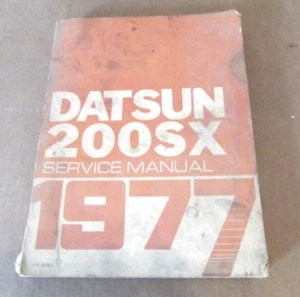 DATSUN
200SX
SERVICE MANUAL
1977